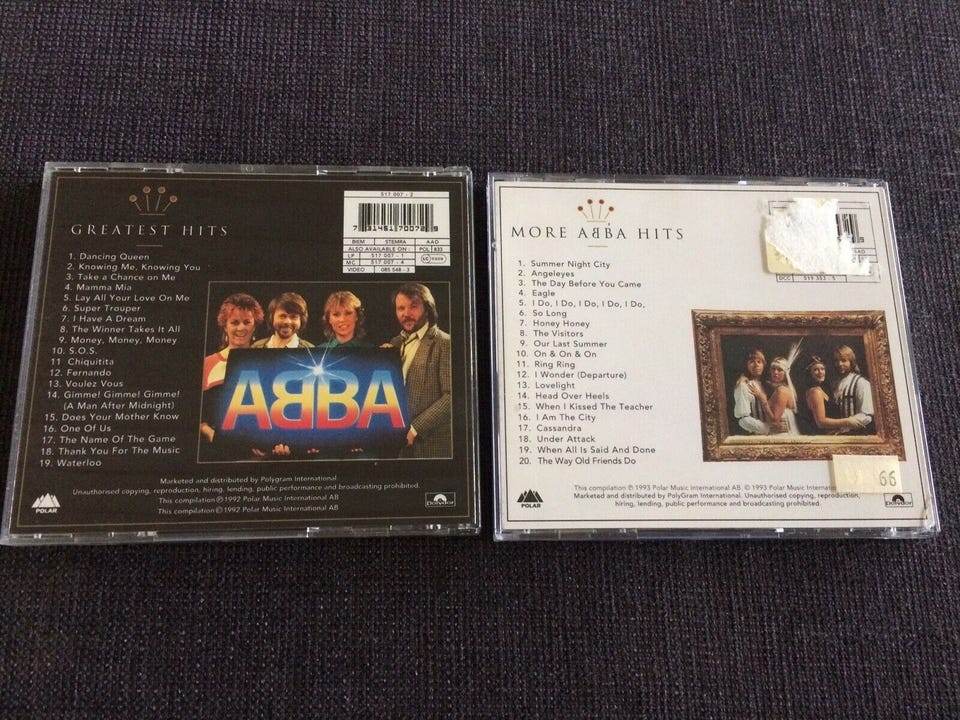 GREATEST HITS
1. Dancing Queen
2. Knowing Me, Knowing You
3. Take a Chance on Me
4. Mamma Mia
5. Lay All Your Love on Me
6. Super Trouper
7. I Have A Dream
8. The Winner Takes It All
9. Money, Money, Money
10. S.O.S.
11 Chiquitita
12. Fernando
13. Voulez Vous
14. Gimme! Gimme! Gimme!
(A Man After Midnight)
15. Does Your Mother Know
16. One Of Us
17. The Name Of The Game
18. Thank You For The Music
19. Waterloo
517 007 - 2
7 31451 70072 9
BIEM STEMRA AAD
ALSO AVAILABLE ON: POL 833
LP 517 007 - 1
MC 517 007 - 4
VIDEO 085 548 - 3
ABBA
Marketed and distributed by Polygram International
Unauthorised copying, reproduction, hiring, lending, public performance and broadcasting prohibited.
This compilation ℗ 1992 Polar Music International AB
This compilation © 1992 Polar Music International AB
POLAR
Polydor
MORE ABBA HITS
1. Summer Night City
2. Angeleyes
3. The Day Before You Came
4. Eagle
5. I Do, I Do, I Do, I Do, I Do,
6. So Long
7. Honey Honey
8. The Visitors
9. Our Last Summer
10. On & On & On
11. Ring Ring
12. I Wonder (Departure)
13. Lovelight
14. Head Over Heels
15. When I Kissed The Teacher
16. I Am The City
17. Cassandra
18. Under Attack
19. When All Is Said And Done
20. The Way Old Friends Do
DCC
66
This compilation ℗ 1993 Polar Music International AB. © 1993 Polar Music
Marketed and distributed by PolyGram International. Unauthorized copying, reproduction,
hiring, lending, public performance and broadcasting prohibited.
POLAR
Polydor